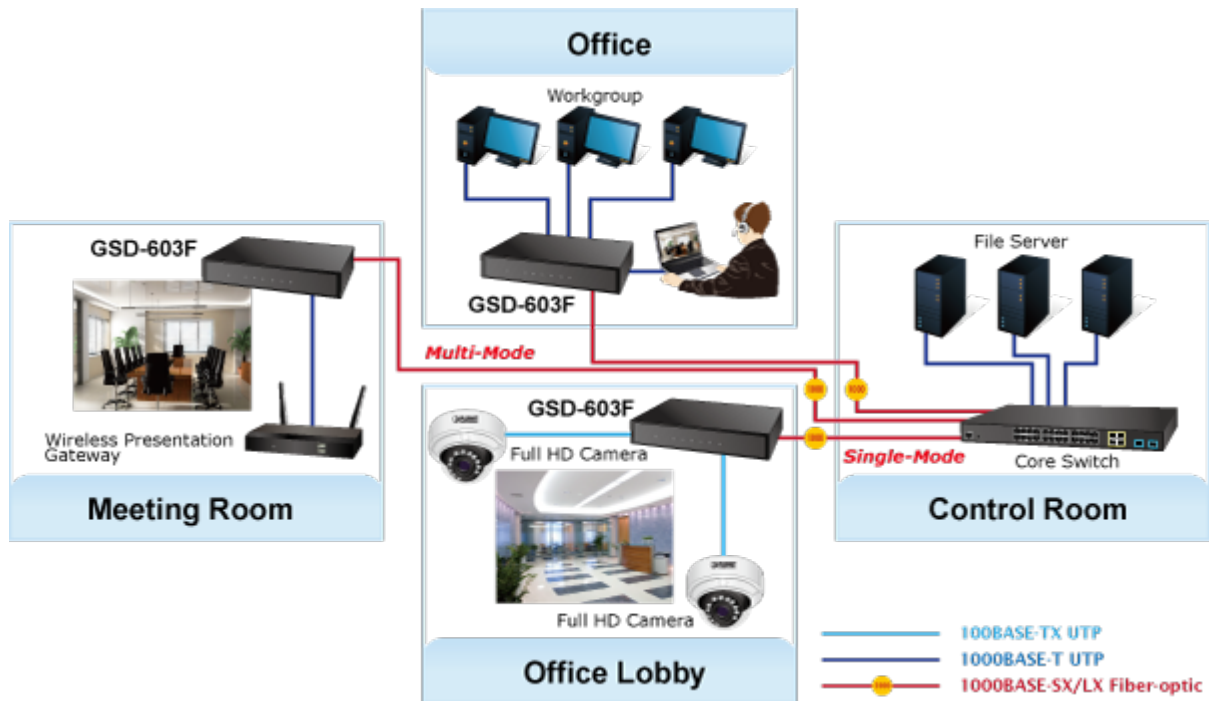 Office
Workgroup
GSD-603F
GSD-603F
File Server
Multi-Mode
1000
GSD-603F
Full HD Camera
Wireless Presentation
Gateway
Single-Mode
Core Switch
Meeting Room
Control Room
Full HD Camera
Office Lobby
100BASE-TX UTP
1000BASE-T UTP
1000BASE-SX/LX Fiber-optic